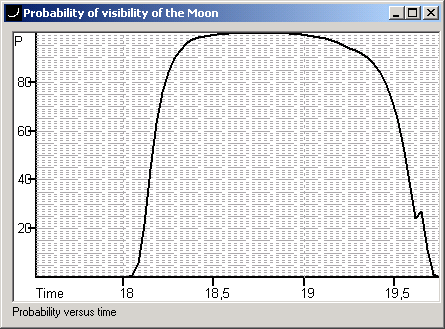 Probability of visibility of the Moon
P
80
60
40
20
Time 18 18,5 19 19,5
Probability versus time